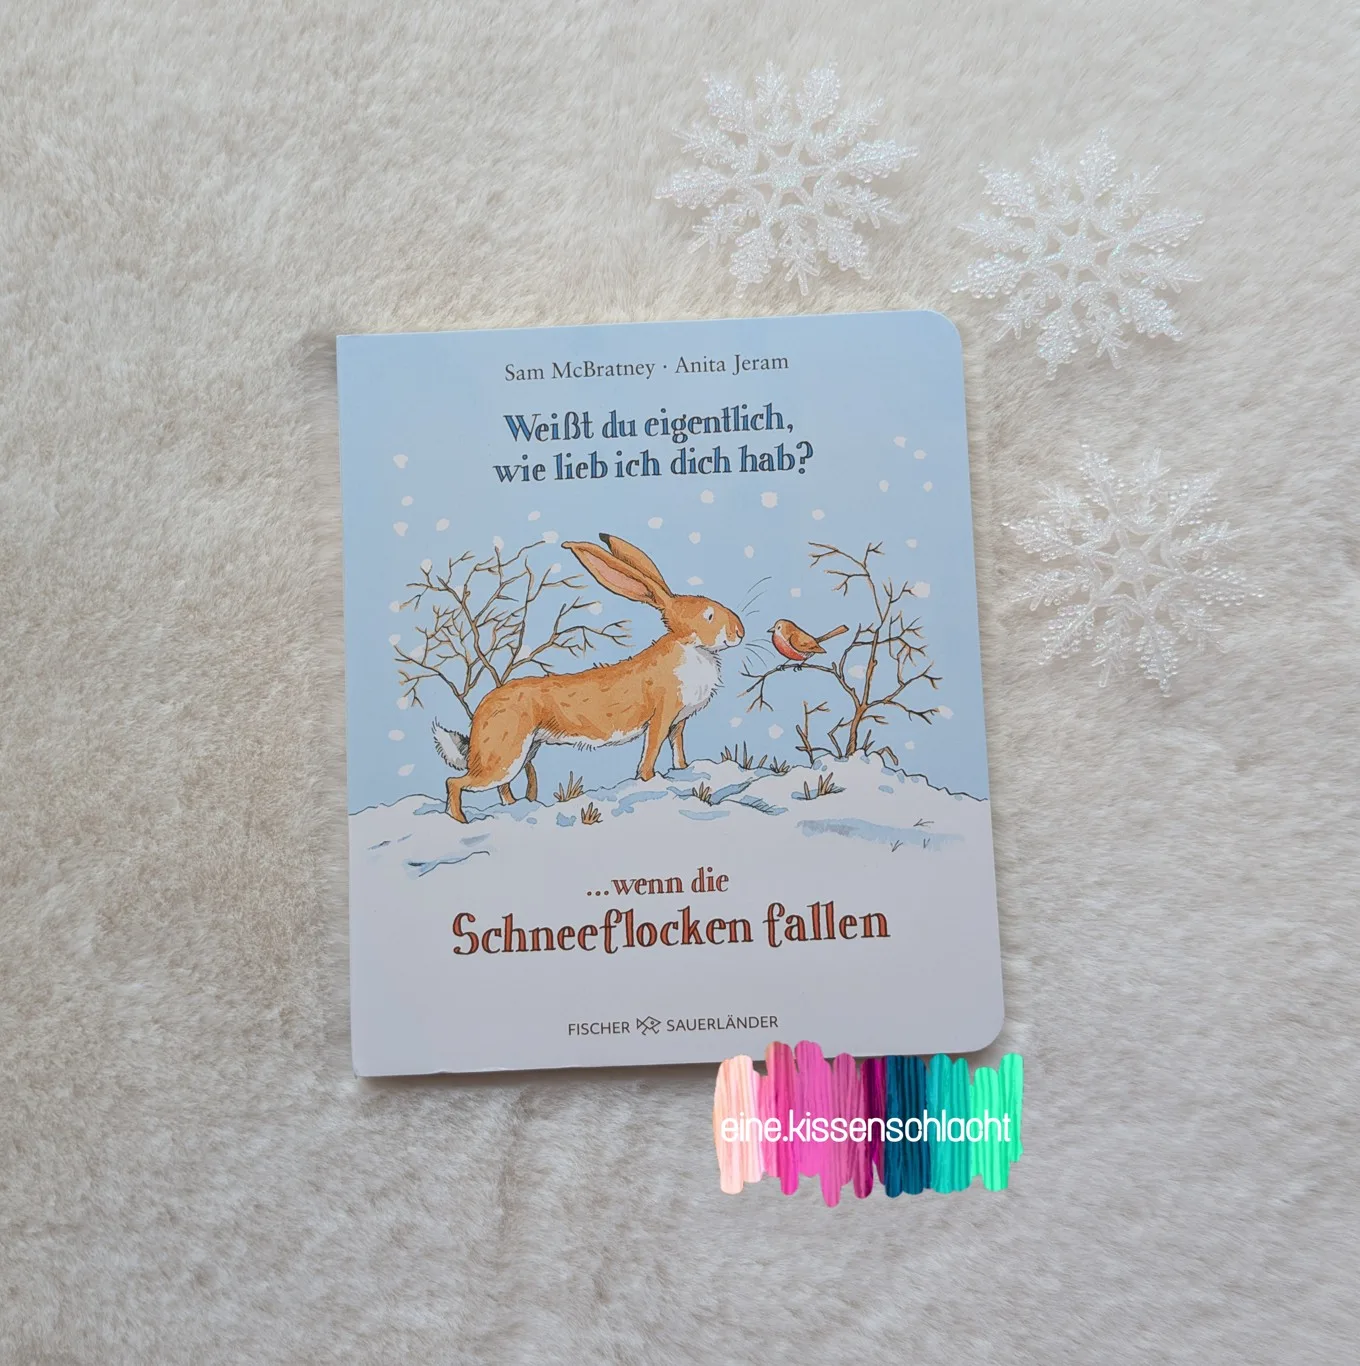 Sam McBratney · Anita Jeram
Weißt du eigentlich,
wie lieb ich dich hab?
...wenn die
Schneeflocken fallen
FISCHER SAUERLÄNDER
eine.kissenschlacht